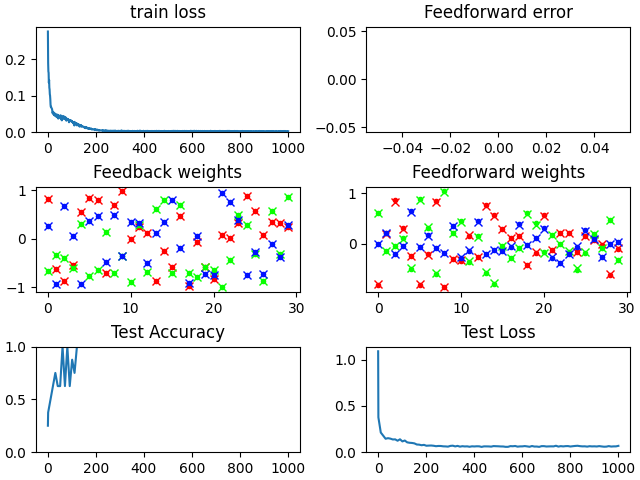 train loss
Feedforward error
0.2
0.1
0.0
0 200 400 600 800 1000
0.05
0.00
−0.05
−0.04 −0.02 0.00 0.02 0.04
Feedback weights
Feedforward weights
1
0
−1
0 10 20 30
1
0
0 10 20 30
Test Accuracy
Test Loss
1.0
0.5
0.0
0 200 400 600 800 1000
1.0
0.5
0.0
0 200 400 600 800 1000